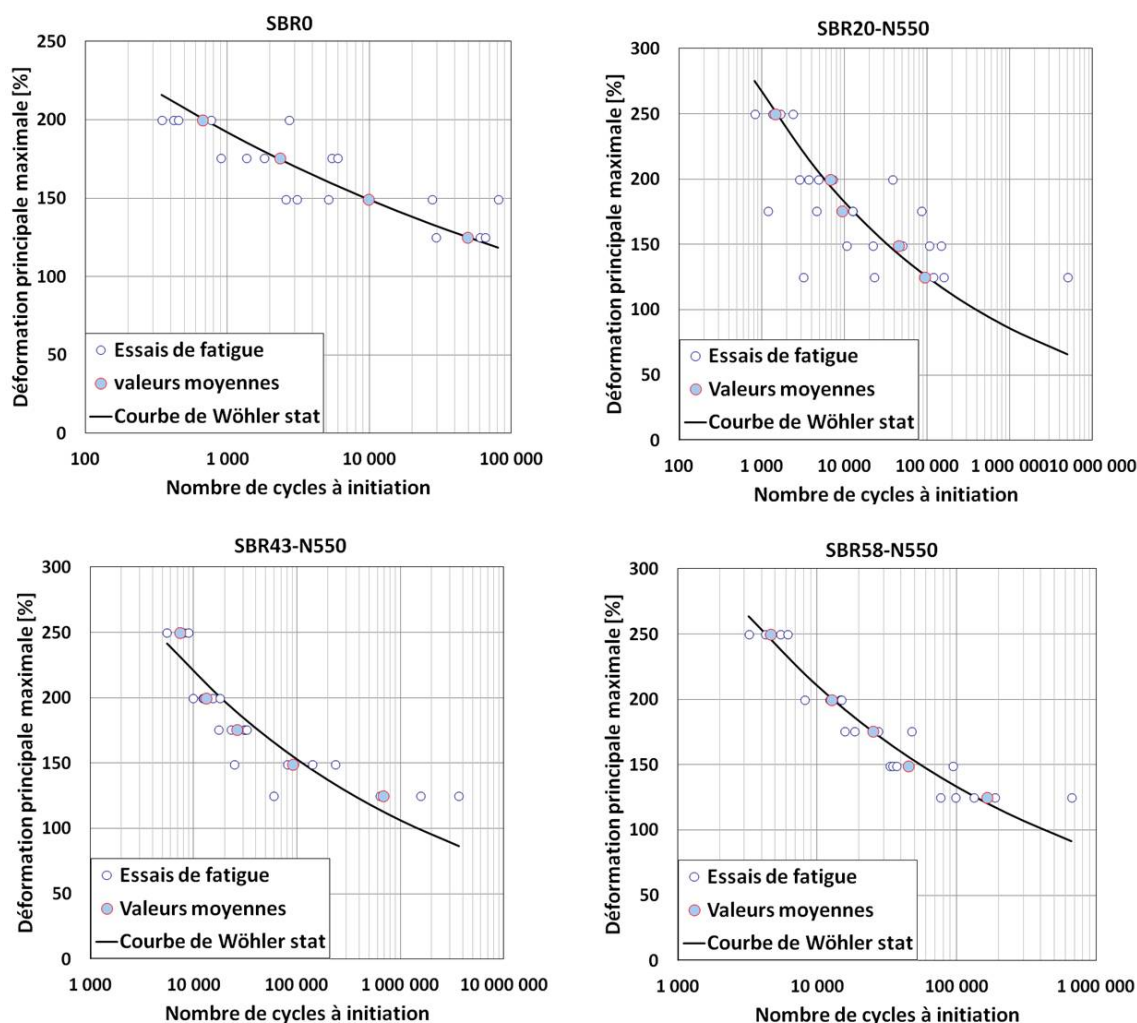 SBR0
Déformation principale maximale [%]
250
200
150
100
50
0
Essais de fatigue
valeurs moyennes
Courbe de Wöhler stat
100
1 000
10 000
100 000
Nombre de cycles à initiation
SBR20-N550
Déformation principale maximale [%]
300
250
200
150
100
50
0
Essais de fatigue
Valeurs moyennes
Courbe de Wöhler stat
100
1 000
10 000
100 000
1 000 000
10 000 000
Nombre de cycles à initiation
SBR43-N550
Déformation principale maximale [%]
300
250
200
150
100
50
0
Essais de fatigue
Valeurs moyennes
Courbe de Wöhler stat
1 000
10 000
100 000
1 000 000
10 000 000
Nombre de cycles à initiation
SBR58-N550
Déformation principale maximale [%]
300
250
200
150
100
50
0
Essais de fatigue
Valeurs moyennes
Courbe de Wöhler stat
1 000
10 000
100 000
1 000 000
Nombre de cycles à initiation